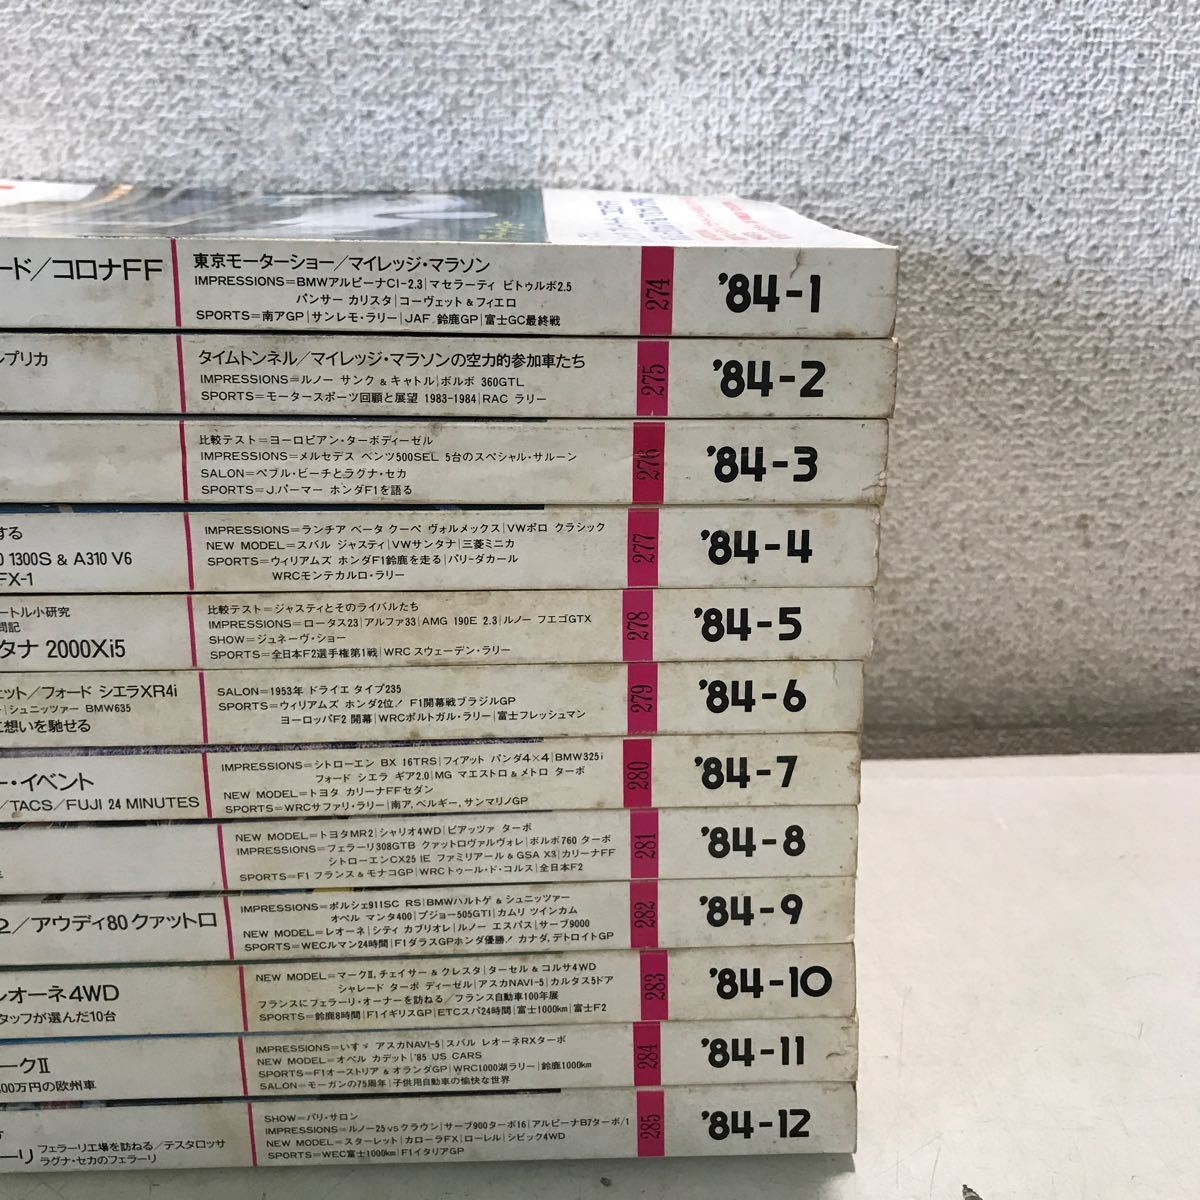 ード/コロナFF
東京モーターショー/マイレッジ・マラソン
IMPRESSIONS=BMWアルピーナC1-2.3|マセラーティ ビトゥルボ2.5
パンサー カリスタ|コーヴェット&フィエロ
SPORTS=南アGP|サンレモ・ラリー|JAF.鈴鹿GP|富士GC最終戦
274
'84-1
ルプリカ
タイムトンネル/マイレッジ・マラソンの空力的参加車たち
IMPRESSIONS=ルノー サンク&キャトル|ボルボ 360GTL
SPORTS=モータースポーツ回顧と展望 1983-1984|RAC ラリー
275
'84-2
比較テスト=ヨーロピアン・ターボディーゼル
IMPRESSIONS=メルセデス ベンツ500SEL 5台のスペシャル・サルーン
SALON=ペブル・ビーチとラグナ・セカ
SPORTS=J.パーマー ホンダF1を語る
276
'84-3
する
1300S & A310 V6
FX-1
IMPRESSIONS=ランチア ベータ クーペ ヴォルメックス|VWポロ クラシック
NEW MODEL=スバル ジャスティ|VWサンタナ|三菱ミニカ
SPORTS=ウィリアムズ ホンダF1鈴鹿を走る|パリ-ダカール
WRCモンテカルロ・ラリー
277
'84-4
ートル小研究
問記
タナ 2000Xi5
比較テスト=ジャスティとそのライバルたち
IMPRESSIONS=ロータス23|アルファ33|AMG 190E 2.3|ルノー フエゴGTX
SHOW=ジュネーヴ・ショー
SPORTS=全日本F2選手権第1戦|WRC スウェーデン・ラリー
278
'84-5
ェット/フォード シエラXR4i
|シュニッツァー BMW635
に想いを馳せる
SALON=1953年 ドライエ タイプ235
SPORTS=ウィリアムズ ホンダ2位! F1開幕戦ブラジルGP
ヨーロッパF2 開幕|WRCポルトガル・ラリー|富士フレッシュマン
279
'84-6
ー・イベント
/TACS/FUJI 24 MINUTES
IMPRESSIONS=シトローエン BX 16TRS|フィアット パンダ4×4|BMW325i
フォード シエラ ギア2.0|MG マエストロ&メトロ ターボ
NEW MODEL=トヨタ カリーナFFセダン
SPORTS=WRCサファリ・ラリー|南ア,ベルギー,サンマリノGP
280
'84-7
NEW MODEL=トヨタMR2|シャリオ4WD|ピアッツァ ターボ
IMPRESSIONS=フェラーリ308GTB クァットロヴァルヴォレ|ボルボ760 ターボ
シトローエンCX25 IE ファミリアール&GSA X3|カリーナFF
SPORTS=F1 フランス&モナコGP|WRCトゥール・ド・コルス|全日本F2
281
'84-8
2/アウディ80クァットロ
IMPRESSIONS=ポルシェ911SC RS|BMWハルトゲ&シュニッツァー
オペル マンタ400|プジョー505GTI|カムリ ツインカム
NEW MODEL=レオーネ|シティ カブリオレ|ルノー エスパス|サーブ9000
SPORTS=WECルマン24時間|F1ダラスGPホンダ優勝! カナダ,デトロイトGP
282
'84-9
レオーネ4WD
タッフが選んだ10台
NEW MODEL=マークII,チェイサー&クレスタ|ターセル&コルサ4WD
シャレード ターボ ディーゼル|アスカNAVI-5|カルタス5ドア
フランスにフェラーリ・オーナーを訪ねる/フランス自動車100年展
SPORTS=鈴鹿8時間|F1イギリスGP|ETCスパ24時間|富士1000km|富士F2
283
'84-10
ークII
00万円の欧州車
IMPRESSIONS=いすゞ アスカNAVI-5|スバル レオーネRXターボ
NEW MODEL=オペル カデット|'85 US CARS
SPORTS=F1オーストリア&オランダGP|WRC1000湖ラリー|鈴鹿1000km
SALON=モーガンの75周年|子供用自動車の愉快な世界
284
'84-11
ーリ フェラーリ工場を訪ねる/テスタロッサ
ラグナ・セカのフェラーリ
SHOW=パリ・サロン
IMPRESSIONS=ルノー25 vsクラウン|サーブ900ターボ16|アルピーナB7ターボ/1
NEW MODEL=スターレット|カローラFX|ローレル|シビック4WD
SPORTS=WEC富士1000km|F1イタリアGP
285
'84-12